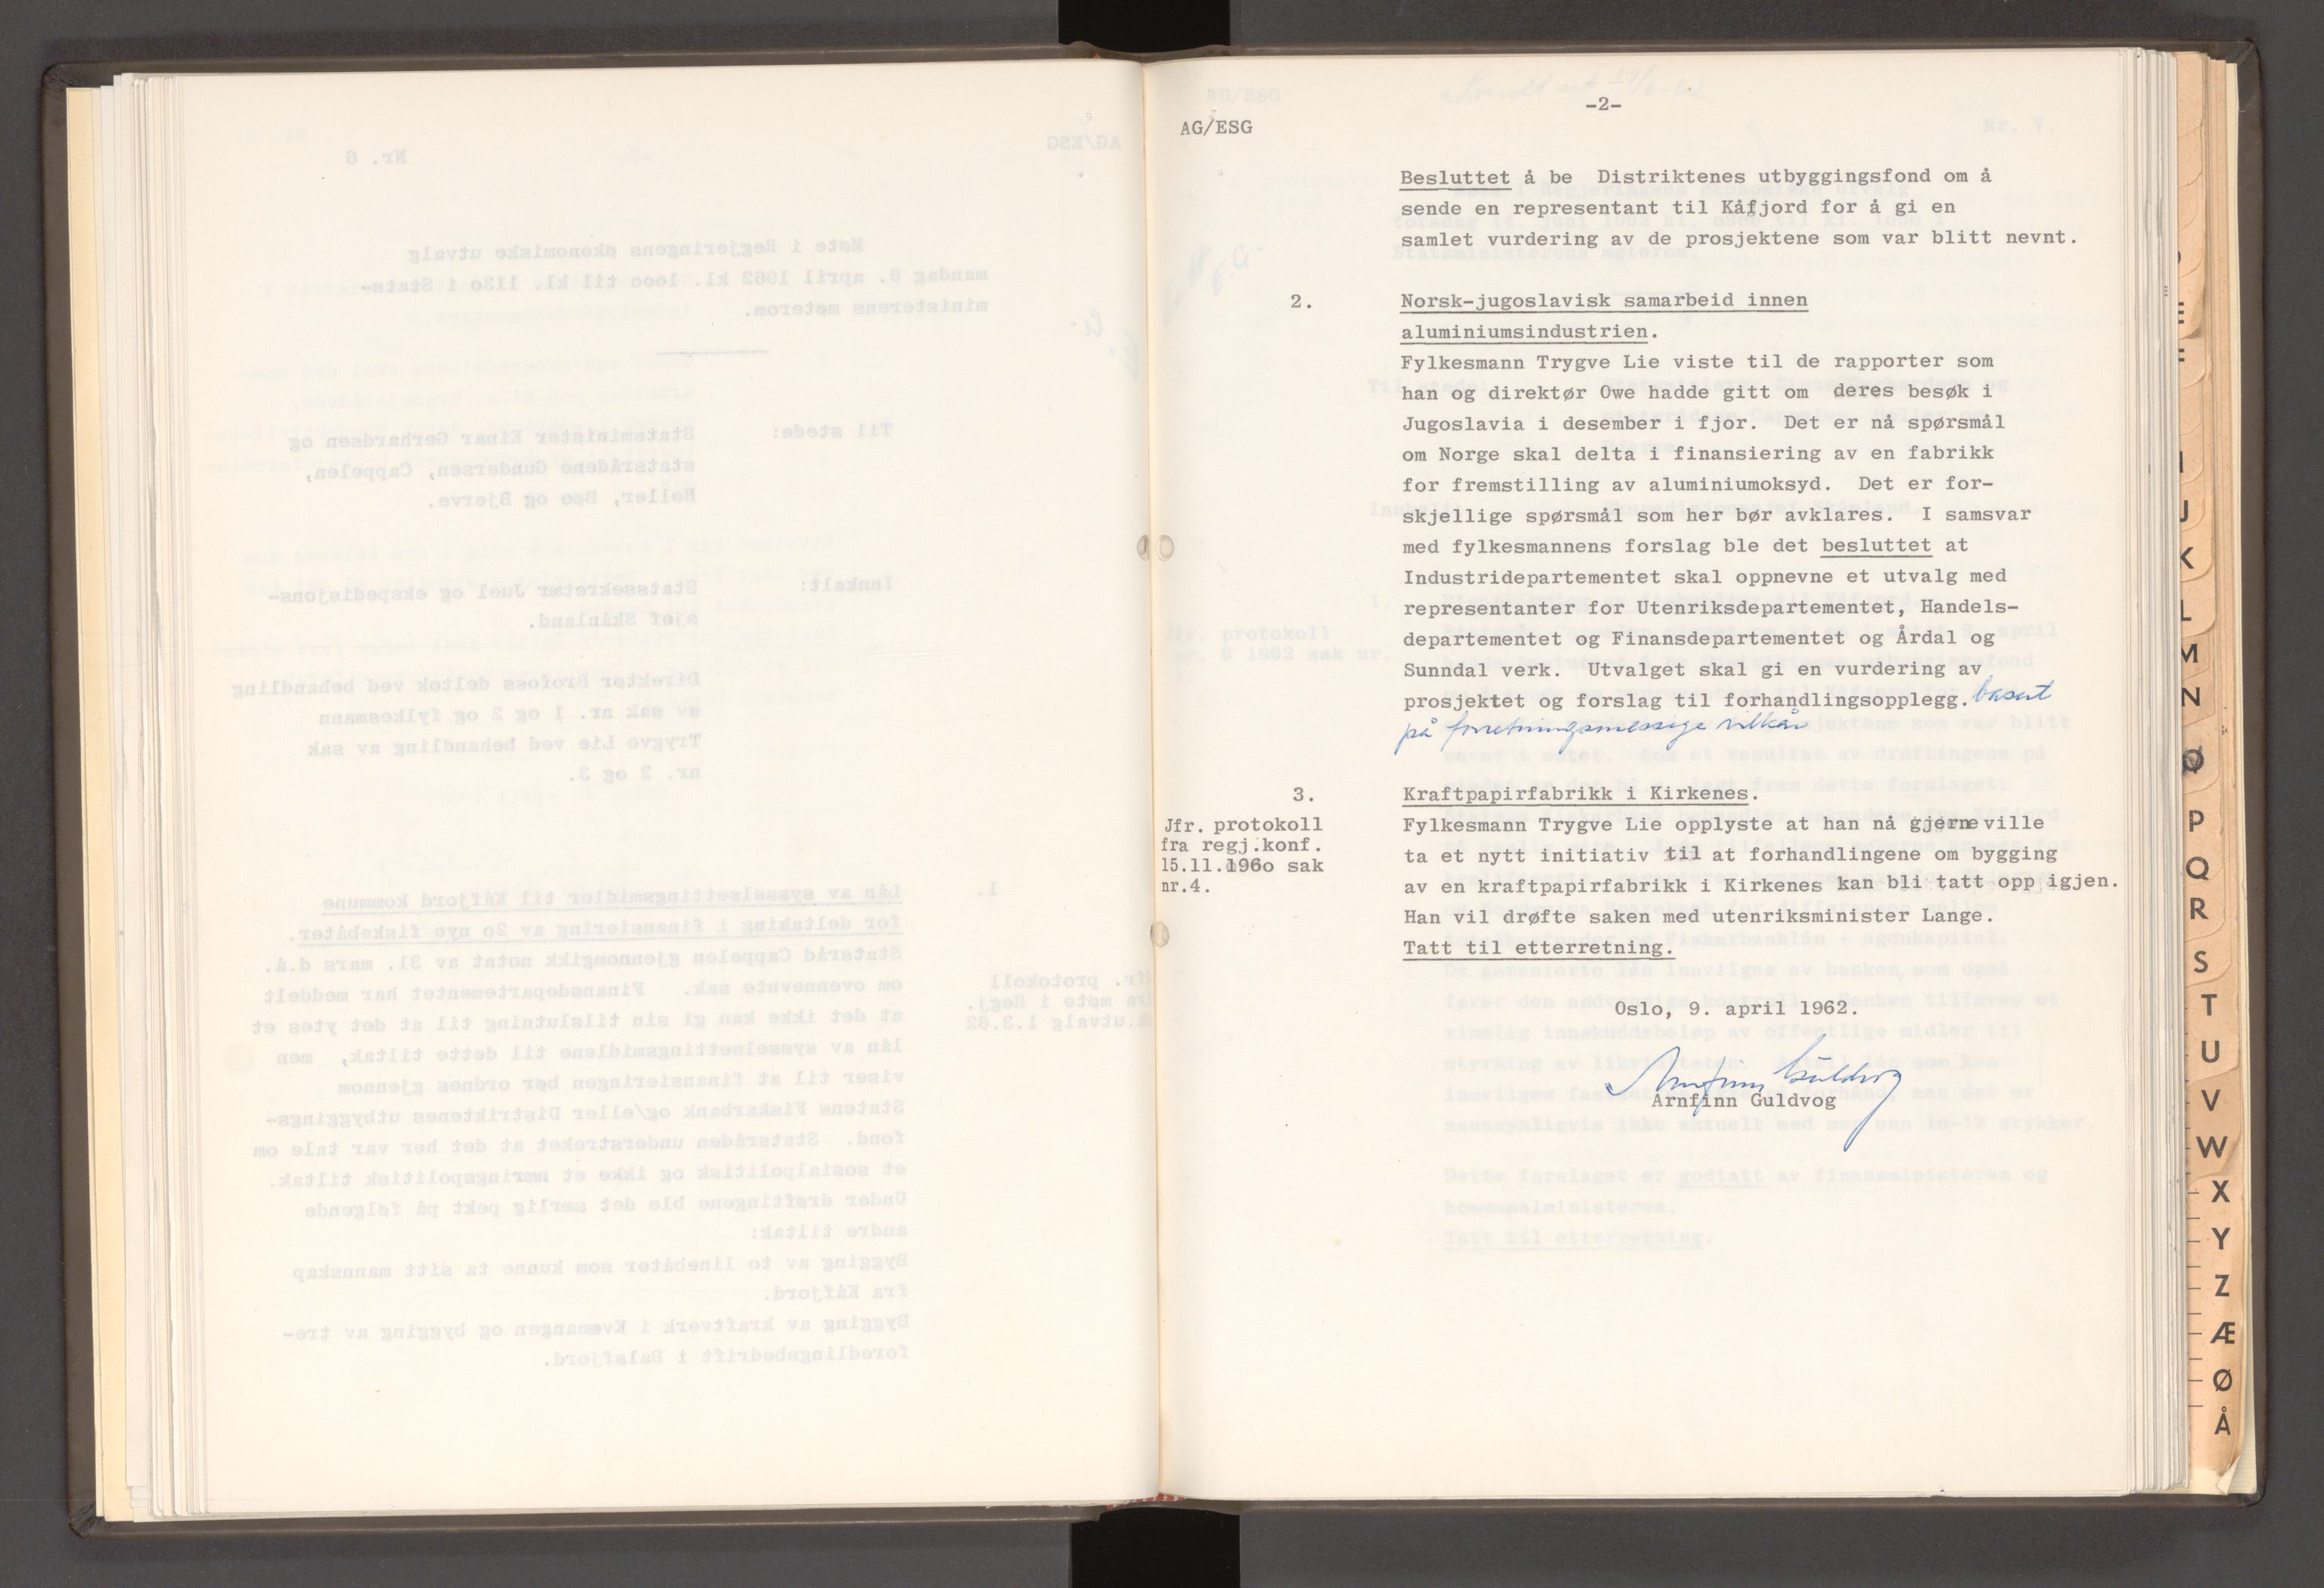 -2-
AG/ESG
Besluttet å be Distriktenes utbyggingsfond om å
sende en representant til Kåfjord for å gi en
samlet vurdering av de prosjektene som var blitt nevnt.
2. Norsk-jugoslavisk samarbeid innen
aluminiumsindustrien.
Fylkesmann Trygve Lie viste til de rapporter som
han og direktør Owe hadde gitt om deres besøk i
Jugoslavia i desember i fjor. Det er nå spørsmål
om Norge skal delta i finansiering av en fabrikk
for fremstilling av aluminiumoksyd. Det er for-
skjellige spørsmål som her bør avklares. I samsvar
med fylkesmannens forslag ble det besluttet at
Industridepartementet skal oppnevne et utvalg med
representanter for Utenriksdepartementet, Handels-
departementet og Finansdepartementet og Årdal og
Sunndal verk. Utvalget skal gi en vurdering av
prosjektet og forslag til forhandlingsopplegg. basert
på forretningsmessige vilkår
3. Kraftpapirfabrikk i Kirkenes.
Jfr. protokoll
fra regj.konf.
15.11.196o sak
nr.4.
Fylkesmann Trygve Lie opplyste at han nå gjerne ville
ta et nytt initiativ til at forhandlingene om bygging
av en kraftpapirfabrikk i Kirkenes kan bli tatt opp igjen.
Han vil drøfte saken med utenriksminister Lange.
Tatt til etterretning.
Oslo, 9. april 1962.
Arnfinn Guldvog
Arnfinn Guldvog
J
K
L
M
N
Ø
P
Q
R
S
T
U
V
W
X
Y
Z
Æ
Ø
Å